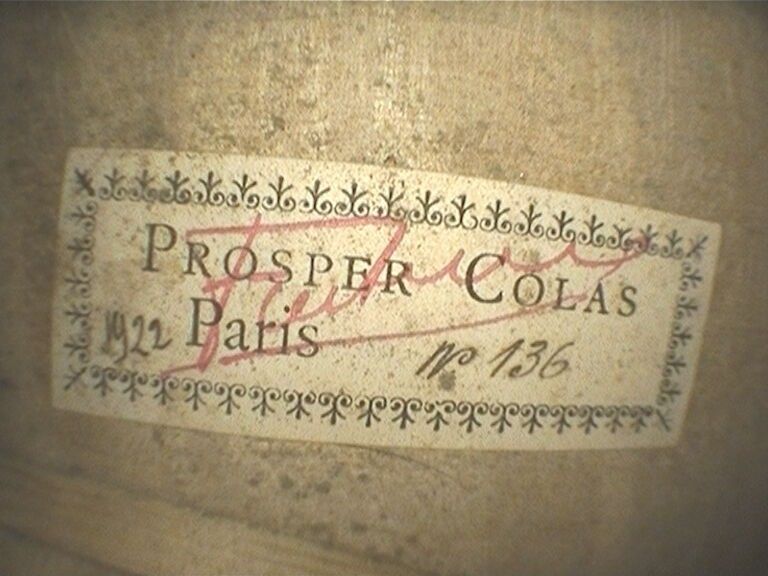 PROSPER COLAS
1922 Paris
No 136